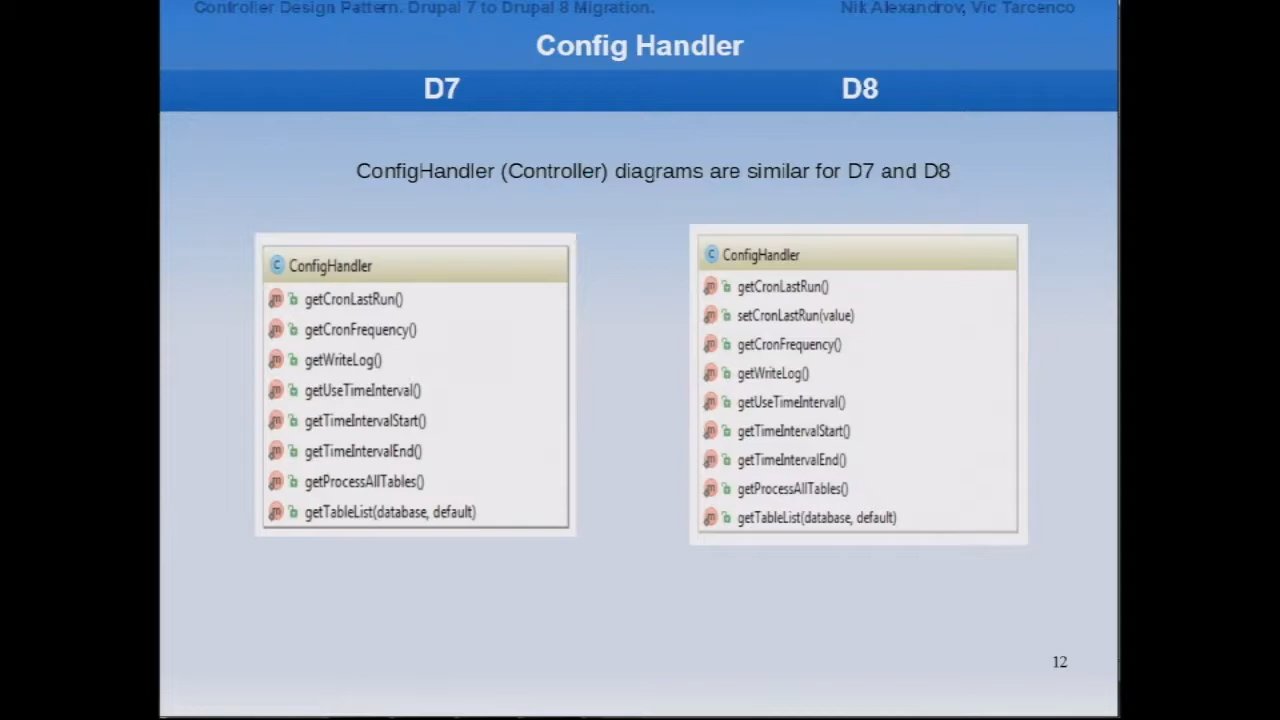 Controller Design Pattern. Drupal 7 to Drupal 8 Migration. Nik Alexandrov, Vic Tarcenco
Config Handler
D7 D8
ConfigHandler (Controller) diagrams are similar for D7 and D8
C ConfigHandler
m getCronLastRun()
m getCronFrequency()
m getWriteLog()
m getUseTimeInterval()
m getTimeIntervalStart()
m getTimeIntervalEnd()
m getProcessAllTables()
m getTableList(database, default)
C ConfigHandler
m getCronLastRun()
m setCronLastRun(value)
m getCronFrequency()
m getWriteLog()
m getUseTimeInterval()
m getTimeIntervalStart()
m getTimeIntervalEnd()
m getProcessAllTables()
m getTableList(database, default)
12